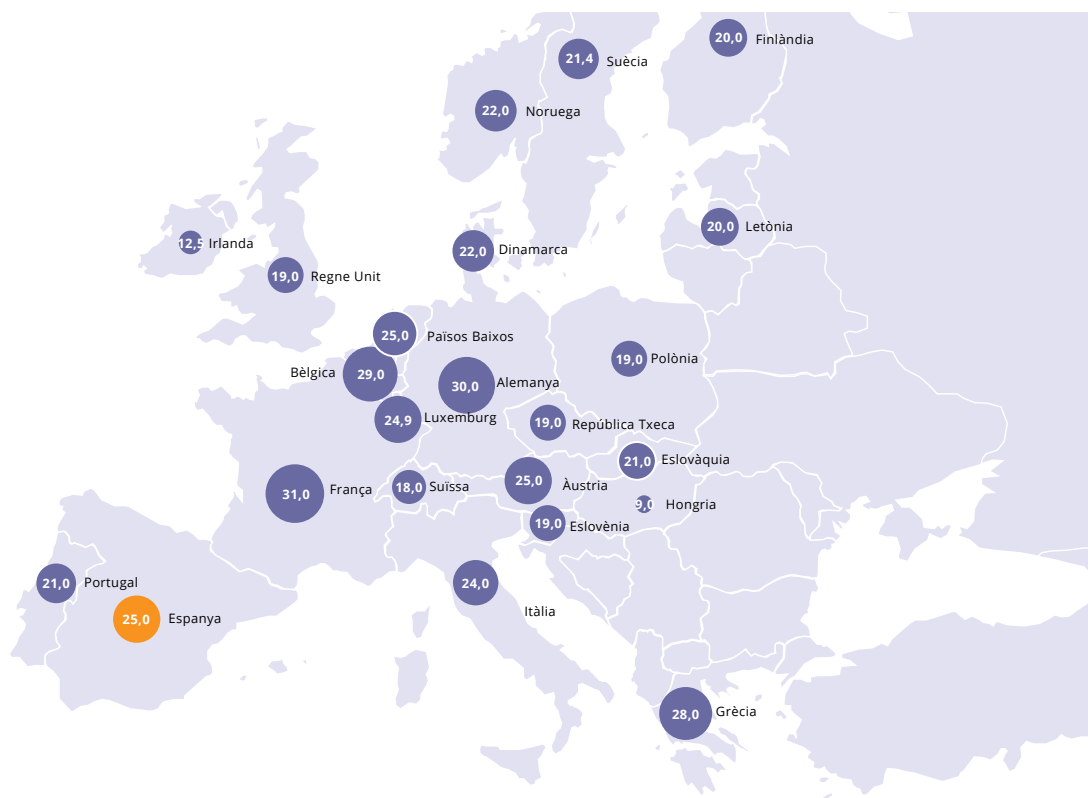 20,0 Finlàndia
21,4 Suècia
22,0 Noruega
20,0 Letònia
12,5 Irlanda
22,0 Dinamarca
19,0 Regne Unit
25,0 Països Baixos
19,0 Polònia
Bèlgica 29,0
30,0 Alemanya
24,9 Luxemburg
19,0 República Txeca
21,0 Eslovàquia
31,0 França
18,0 Suïssa
25,0 Àustria
9,0 Hongria
19,0 Eslovènia
21,0 Portugal
24,0 Itàlia
25,0 Espanya
28,0 Grècia